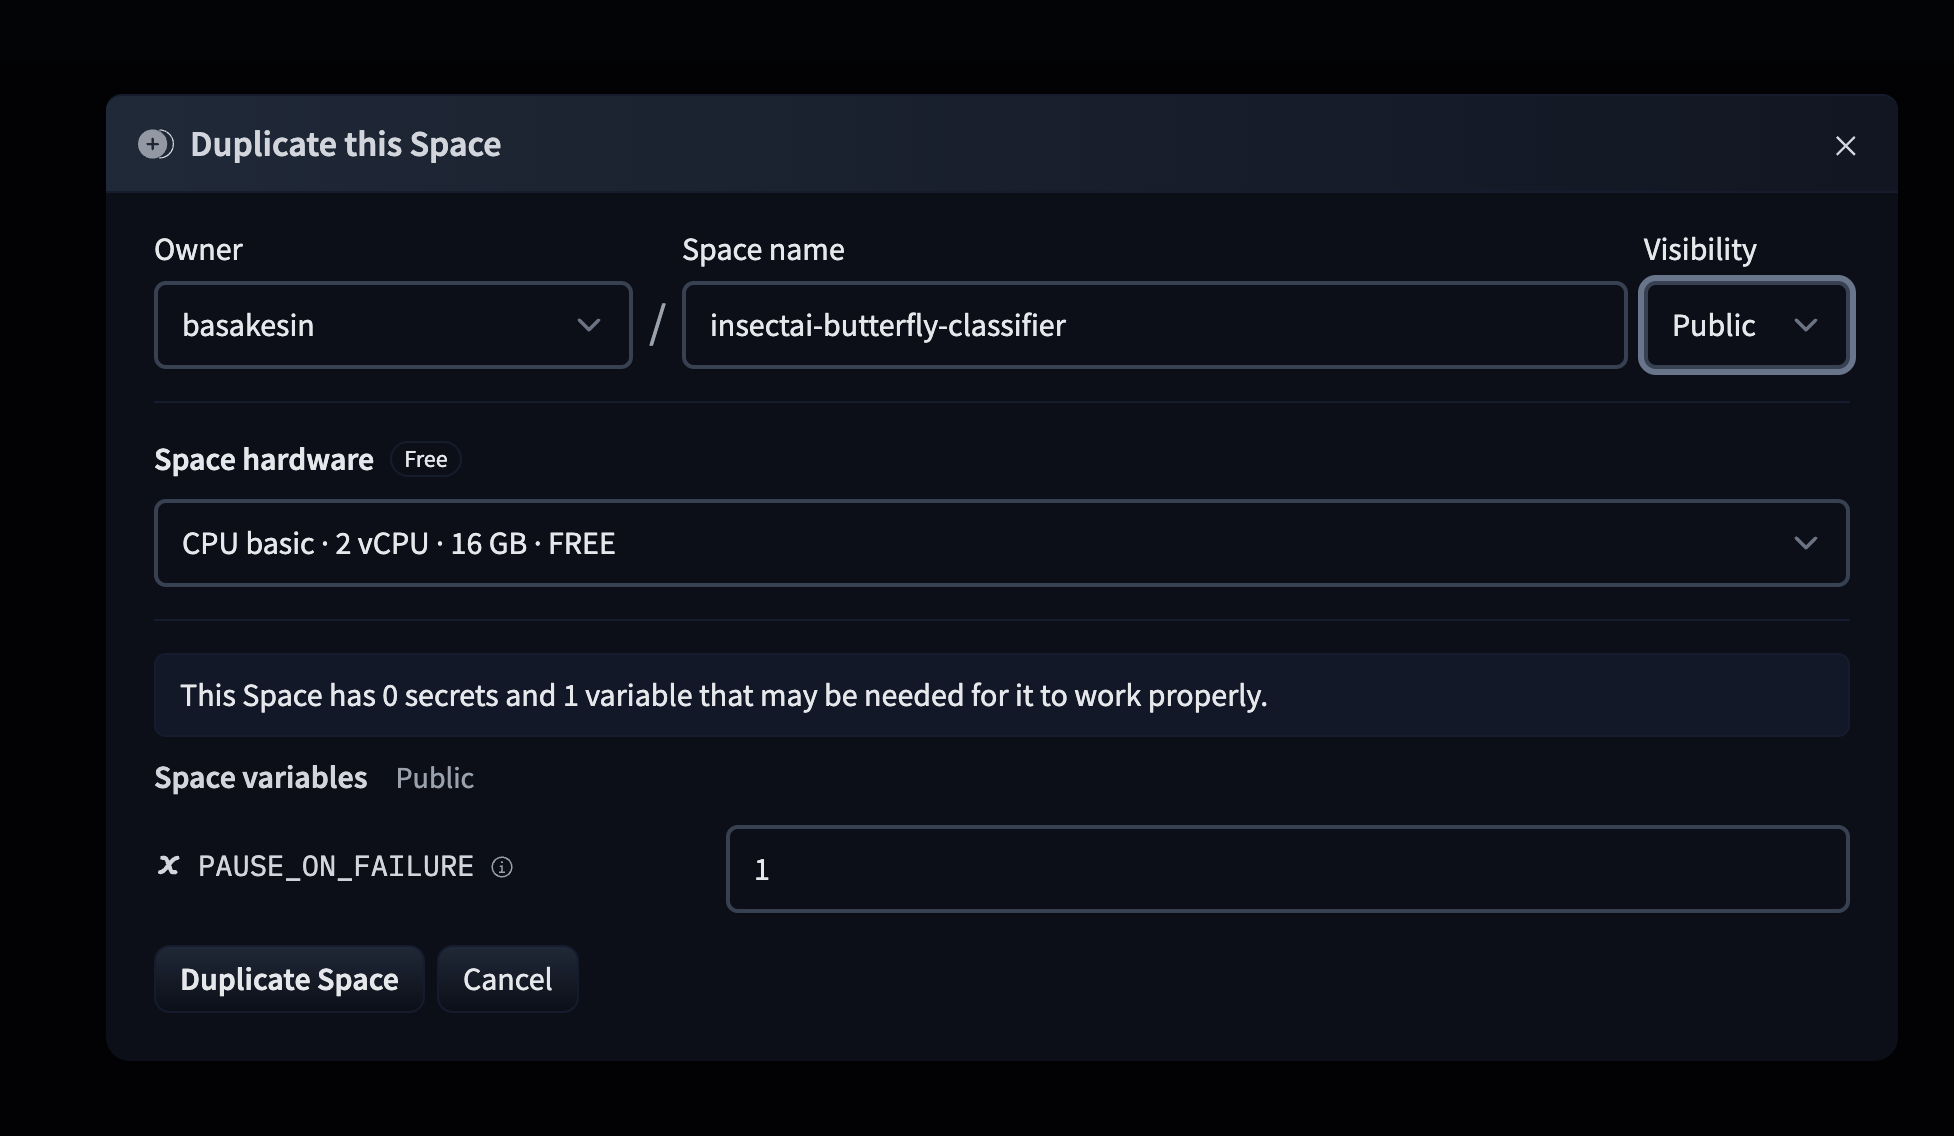 Duplicate this Space
Owner
Space name
Visibility
basakesin
/
insectai-butterfly-classifier
Public
Space hardware Free
CPU basic · 2 vCPU · 16 GB · FREE
This Space has 0 secrets and 1 variable that may be needed for it to work properly.
Space variables Public
PAUSE_ON_FAILURE
1
Duplicate Space
Cancel